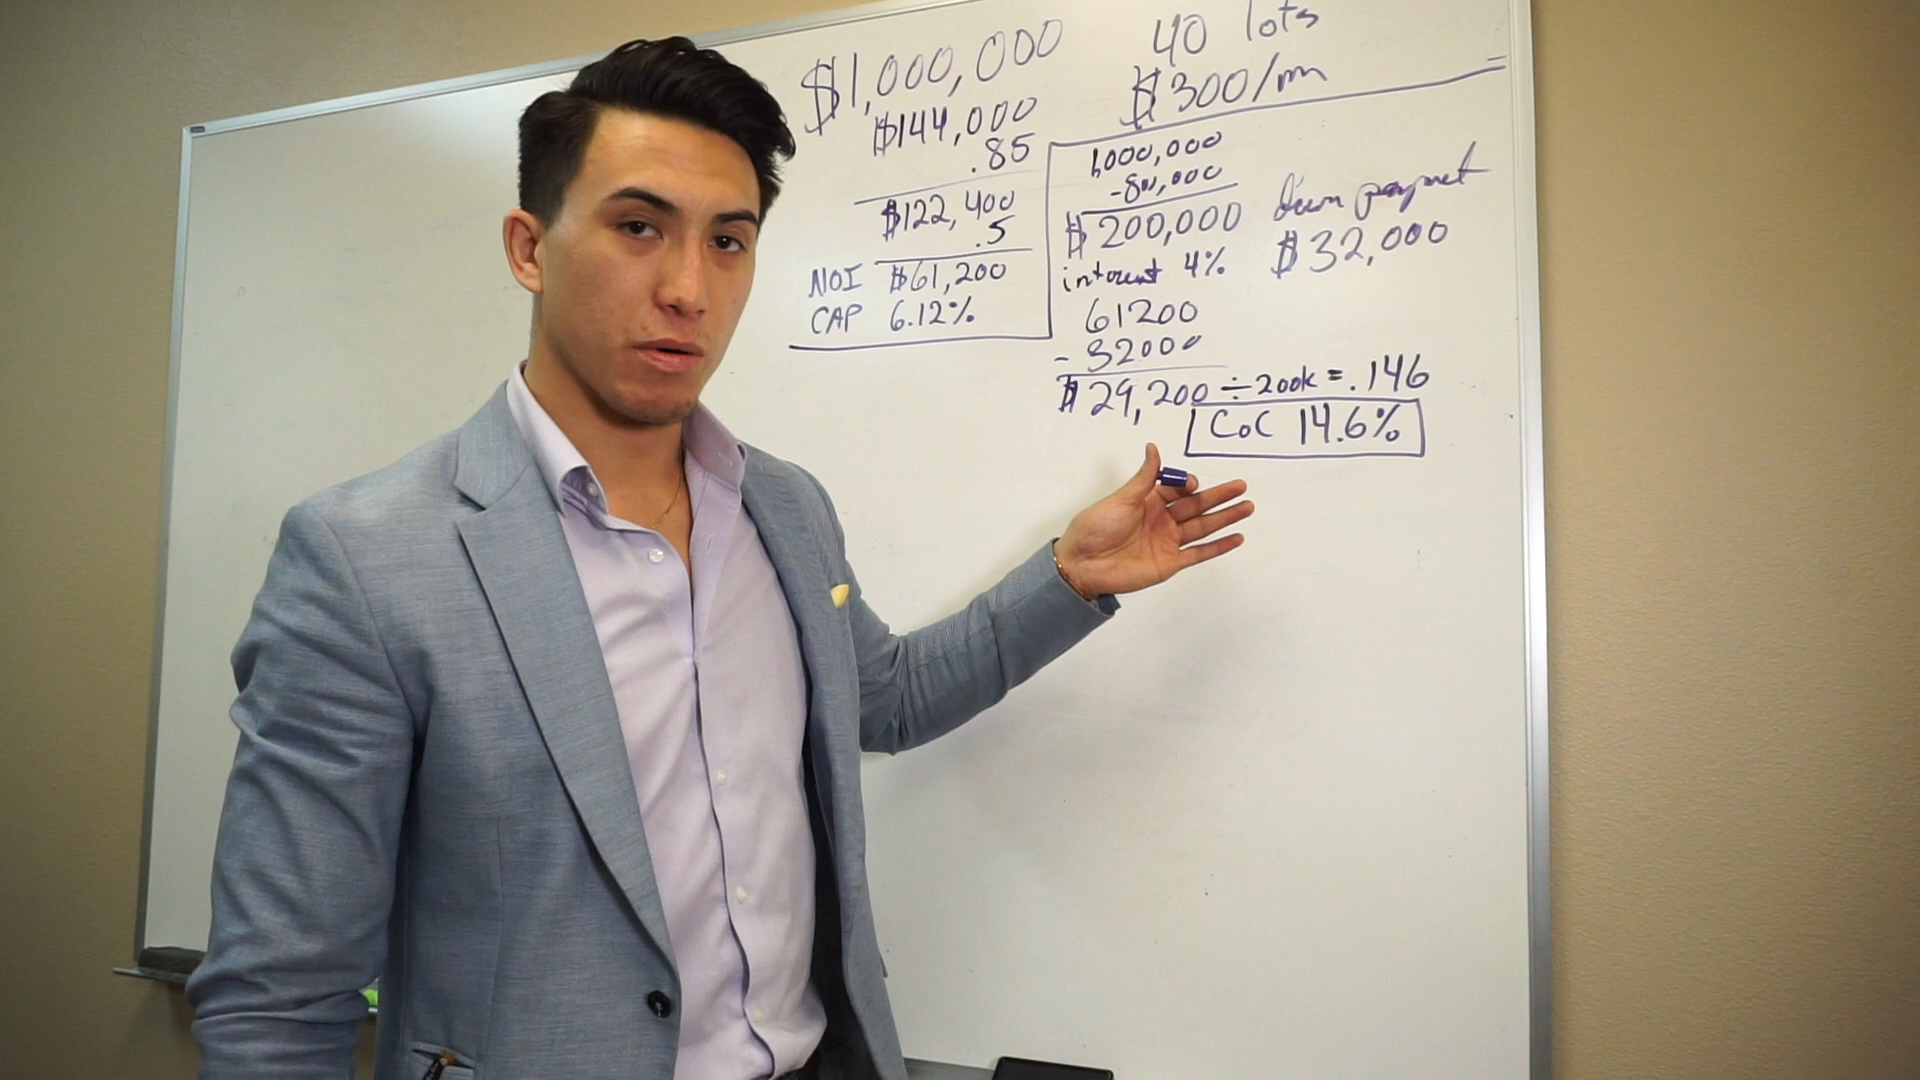 $1,000,000
$144,000
.85
$122,400
.5
NOI $61,200
CAP 6.12%
40 lots
$300/m
=
1,000,000
-800,000
$200,000
down paymet
interest 4% $32,000
61200
- 32000
$29,200 ÷ 200k = .146
CoC 14.6%